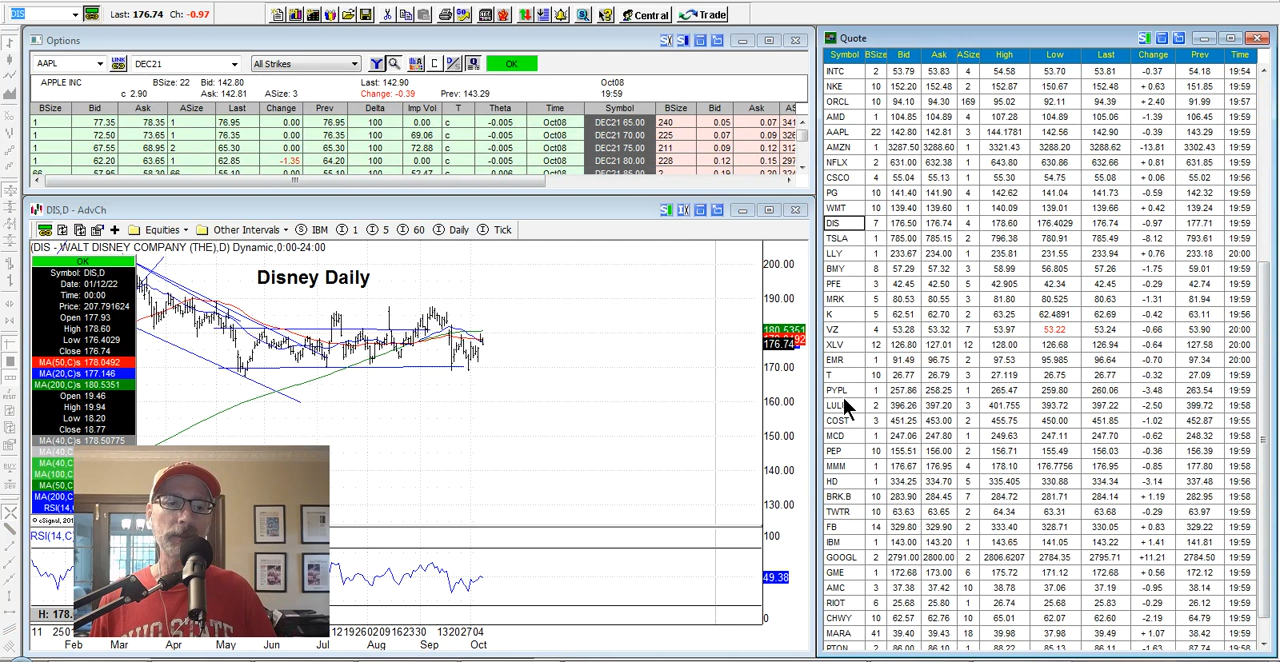 DIS Last: 176.74 Ch: -0.97 Central Trade
Options
AAPL DEC21 All Strikes C OK
APPLE INC BSize: 22 Bid: 142.80 Last: 142.90 Oct08
c 2.90 Ask: 142.81 ASize: 3 Change: -0.39 Prev: 143.29 19:59
BSize Bid Ask ASize Last Change Prev Delta Imp Vol T Theta Time Symbol BSize Bid Ask AS
1 77.35 78.35 1 76.95 0.00 76.95 100 0.00 c -0.005 Oct08 DEC21 65.00 240 0.05 0.07 341
1 72.50 73.65 1 71.95 0.00 71.95 100 69.06 c -0.005 Oct08 DEC21 70.00 225 0.07 0.09
1 67.55 68.95 2 65.30 0.00 65.30 100 72.88 c -0.005 Oct08 DEC21 75.00 211 0.09 0.12
1 62.20 63.65 1 62.85 -1.35 64.20 100 0.00 c -0.005 Oct08 DEC21 80.00 228 0.12 0.15 297
DIS,D - AdvCh
Equities Other Intervals IBM 1 5 60 Daily Tick
(DIS - WALT DISNEY COMPANY (THE),D) Dynamic,0:00-24:00
Disney Daily
OK
Symbol: DIS,D
Date: 01/12/22
Time: 00:00
Price: 207.791624
Open 177.93
High 178.60
Low 176.4029
Close 176.74
MA(50,C)s 178.0492
MA(20,C)s 177.146
MA(200,C)s 180.5351
Open 19.46
High 19.94
Low 18.20
Close 18.77
MA(40,C)s 178.50775
MA(40,C
MA(40,C
MA(100,C
MA(40,C
MA(200,C
RSI(14,
© eSignal, 201
RSI(14,C
H: 178.
200.00
190.00
180.5351
176.74
170.00
160.00
150.00
140.00
130.00
100
49.38
0
Feb Mar Apr May Jun Jul Aug Sep Oct
Quote
Symbol BSize Bid Ask ASize High Low Last Change Prev Time
INTC 2 53.79 53.83 4 54.58 53.70 53.81 -0.37 54.18 19:54
NKE 10 152.20 152.48 2 152.87 150.67 152.48 + 0.63 151.85 19:59
ORCL 10 94.10 94.30 169 95.02 92.11 94.39 + 2.40 91.99 19:57
AMD 1 104.85 104.89 4 107.28 104.89 105.06 -1.39 106.45 19:59
AAPL 22 142.80 142.81 3 144.1781 142.56 142.90 -0.39 143.29 19:59
AMZN 1 3287.50 3288.60 1 3321.43 3288.20 3288.62 -13.81 3302.43 19:59
NFLX 2 631.00 632.38 1 643.80 630.86 632.66 + 0.81 631.85 19:59
CSCO 4 55.04 55.13 1 55.30 54.75 55.08 + 0.06 55.02 19:56
PG 10 141.40 141.90 1 142.62 141.04 141.73 -0.59 142.32 19:59
WMT 10 139.40 139.60 1 140.09 139.01 139.66 + 0.42 139.24 19:59
DIS 7 176.50 176.74 4 178.60 176.4029 176.74 -0.97 177.71 19:59
TSLA 1 785.00 785.15 2 796.38 780.91 785.49 -8.12 793.61 19:59
LLY 1 233.67 234.00 1 235.81 231.55 233.94 + 0.76 233.18 20:00
BMY 8 57.29 57.32 3 58.99 56.805 57.26 -1.75 59.01 19:59
PFE 3 42.45 42.50 5 42.905 42.34 42.45 -0.29 42.74 19:59
MRK 5 80.53 80.55 4 81.80 80.525 80.63 -1.31 81.94 19:59
K 5 62.51 62.70 2 63.25 62.4891 62.69 -0.42 63.11 19:56
VZ 4 53.28 53.32 7 53.97 53.22 53.24 -0.66 53.90 20:00
XLV 12 126.80 127.01 12 128.00 126.68 126.94 -0.64 127.58 20:00
EMR 1 91.49 96.75 2 97.53 95.985 96.64 -0.70 97.34 20:00
T 10 26.77 26.79 4 27.119 26.75 26.77 -0.32 27.09 19:59
PYPL 1 257.86 258.25 1 265.47 259.80 260.06 -3.48 263.54 19:59
LULU 2 396.26 397.20 3 401.755 393.72 397.22 -2.50 399.72 19:58
COST 3 451.25 453.00 2 455.75 450.00 451.85 -1.02 452.87 19:55
MCD 1 247.06 247.80 1 249.63 247.11 247.70 -0.62 248.32 19:58
PEP 10 155.51 156.00 2 156.71 155.49 156.03 -0.36 156.39 19:59
MMM 1 176.67 176.95 4 178.10 176.7756 176.95 -0.85 177.80 19:58
HD 1 334.20 334.70 5 335.405 330.88 334.34 -3.14 337.48 19:56
BRK.B 10 283.90 284.45 7 284.72 281.71 284.14 + 1.19 282.95 19:58
TWTR 10 63.63 63.65 2 64.34 63.31 63.68 -0.29 63.97 19:59
FB 14 329.80 329.90 2 333.40 328.71 330.05 + 0.83 329.22 19:59
IBM 2 143.00 143.20 1 143.65 141.05 143.22 + 1.41 141.81 19:59
GOOGL 2 2791.00 2800.00 1 2806.6207 2784.35 2795.71 +11.21 2784.50 19:59
GME 1 172.68 173.00 6 175.72 171.12 172.68 + 0.56 172.12 19:59
AMC 3 37.38 37.42 10 38.78 37.06 37.19 -0.95 38.14 19:59
RIOT 6 25.68 25.80 1 26.74 25.68 25.83 -0.29 26.12 19:59
CHWY 10 62.57 62.76 10 65.01 62.07 62.60 -2.19 64.79 19:59
MARA 41 39.40 39.43 18 39.98 37.98 39.49 + 1.07 38.42 19:59
PTON